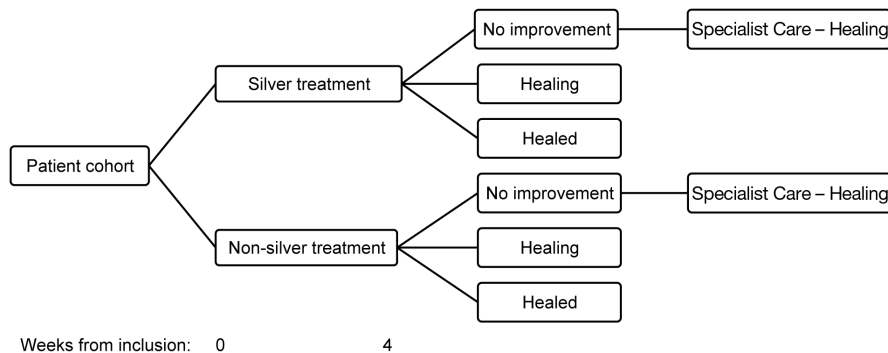 No improvement
Specialist Care – Healing
Silver treatment
Healing
Healed
Patient cohort
No improvement
Specialist Care – Healing
Non-silver treatment
Healing
Healed
Weeks from inclusion: 0 4